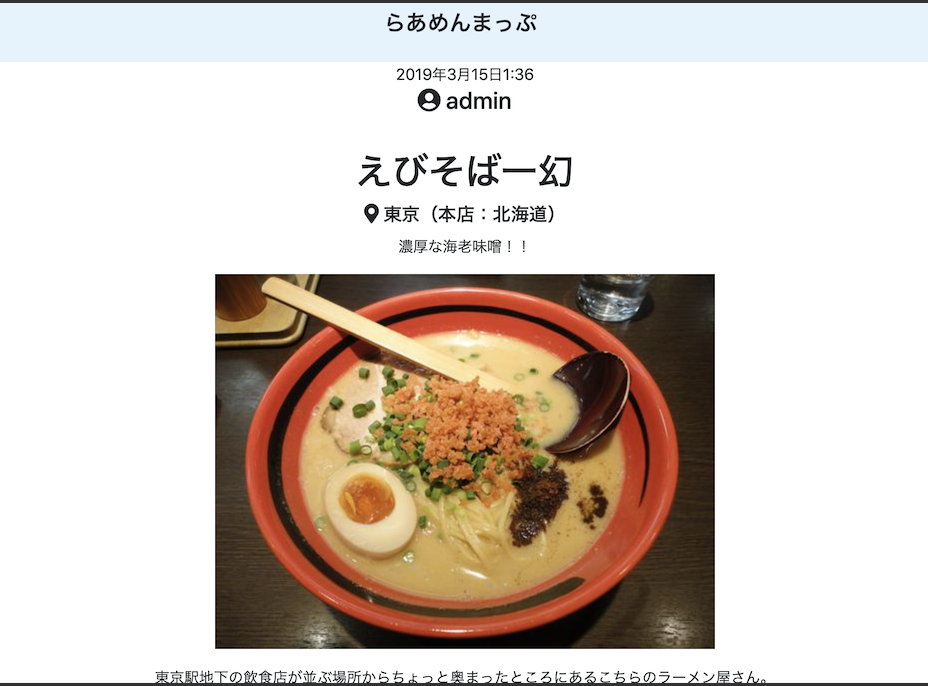 らあめんまっぷ
2019年3月15日1:36
admin
えびそば一幻
東京（本店：北海道）
濃厚な海老味噌！！
東京駅地下の飲食店が並ぶ場所からちょっと奥まったところにあるこちらのラーメン屋さん。